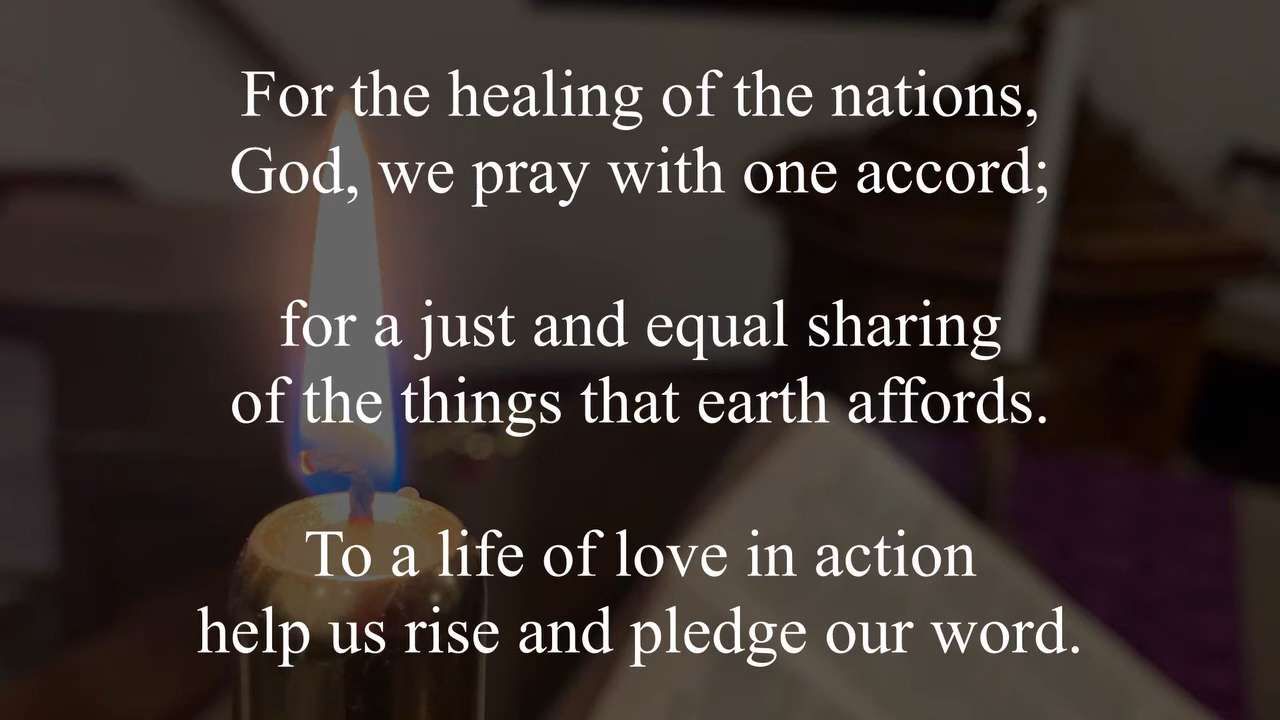 For the healing of the nations,
God, we pray with one accord;
for a just and equal sharing
of the things that earth affords.
To a life of love in action
help us rise and pledge our word.